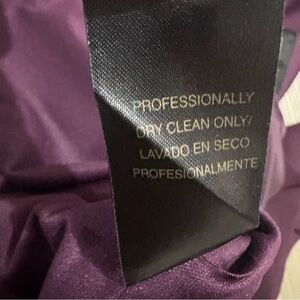 PROFESSIONALLY
DRY CLEAN ONLY/
LAVADO EN SECO
PROFESIONALMENTE